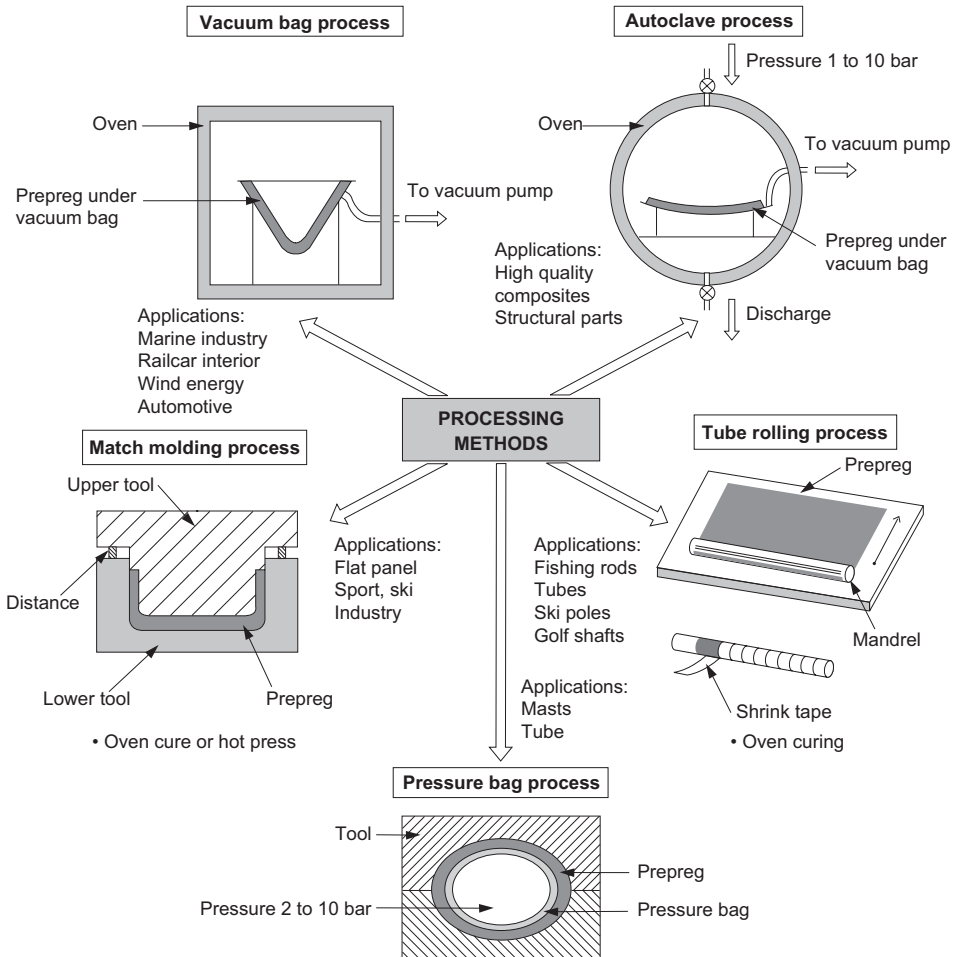 Vacuum bag process
Oven
Prepreg under
vacuum bag
To vacuum pump
Applications:
Marine industry
Railcar interior
Wind energy
Automotive
Autoclave process
Pressure 1 to 10 bar
Oven
To vacuum pump
Prepreg under
vacuum bag
Applications:
High quality
composites
Structural parts
Discharge
PROCESSING
METHODS
Match molding process
Upper tool
Distance
Lower tool
Prepreg
• Oven cure or hot press
Applications:
Flat panel
Sport, ski
Industry
Tube rolling process
Prepreg
Applications:
Fishing rods
Tubes
Ski poles
Golf shafts
Mandrel
Shrink tape
• Oven curing
Applications:
Masts
Tube
Pressure bag process
Tool
Prepreg
Pressure 2 to 10 bar
Pressure bag